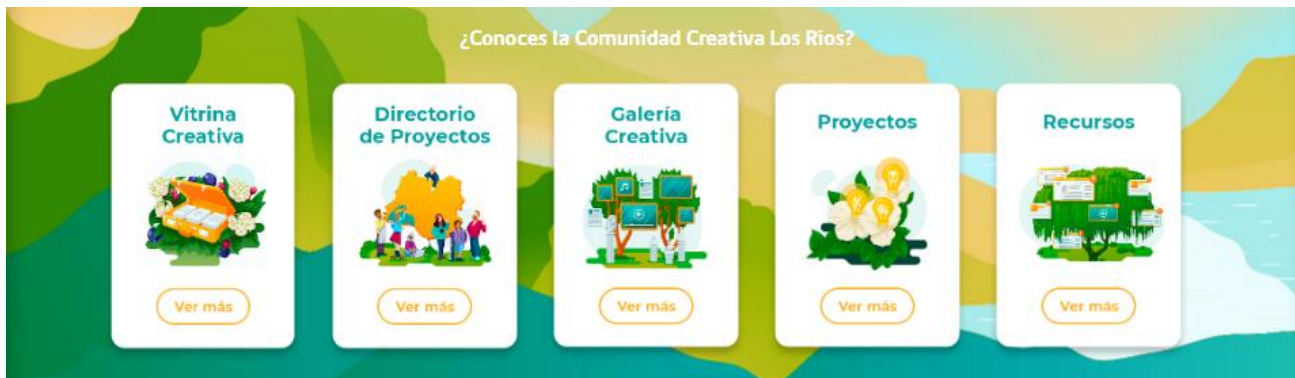 ¿Conoces la Comunidad Creativa Los Ríos?
Vitrina
Creativa
Ver más
Directorio
de Proyectos
Ver más
Galería
Creativa
Ver más
Proyectos
Ver más
Recursos
Ver más